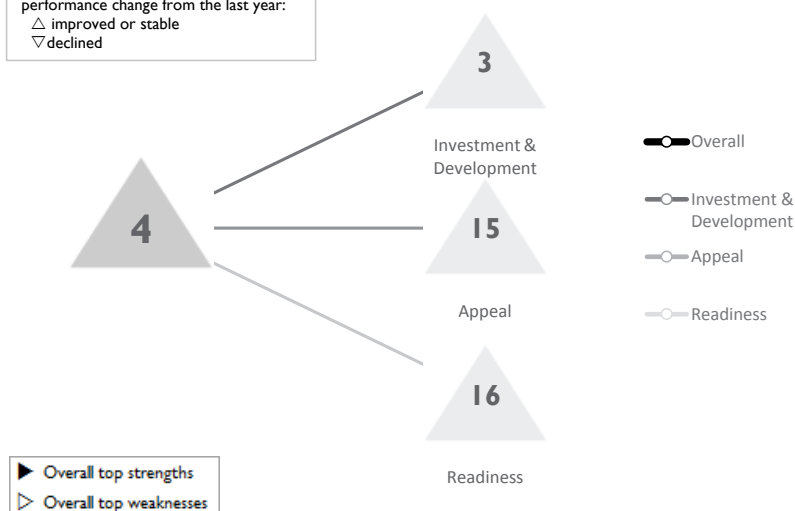 performance change from the last year:
△ improved or stable
▽ declined
3
Investment &
Development
4
15
Appeal
16
Readiness
Overall
Investment &
Development
Appeal
Readiness
▶ Overall top strengths
▷ Overall top weaknesses